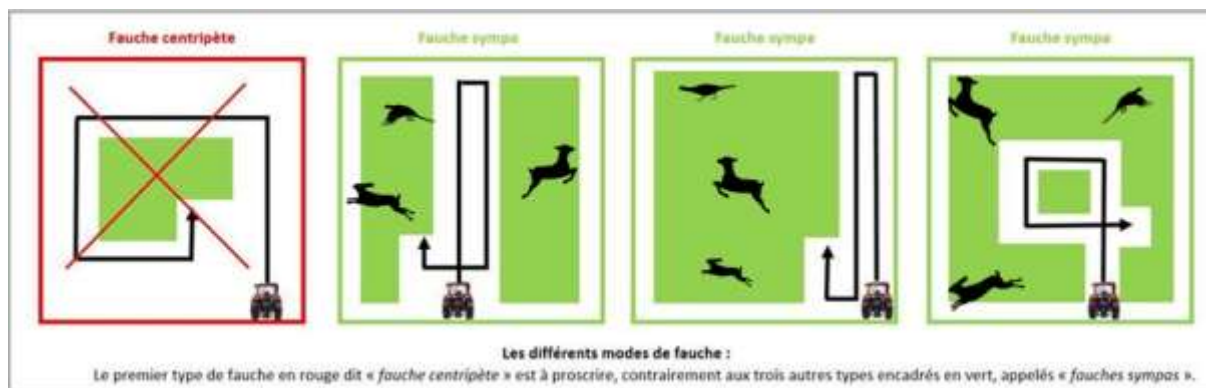 Fauche centripète
Fauche sympa
Fauche sympa
Fauche sympa
Les différents modes de fauche :
Le premier type de fauche en rouge dit « fauche centripète » est à proscrire, contrairement aux trois autres types encadrés en vert, appelés « fauches sympas ».